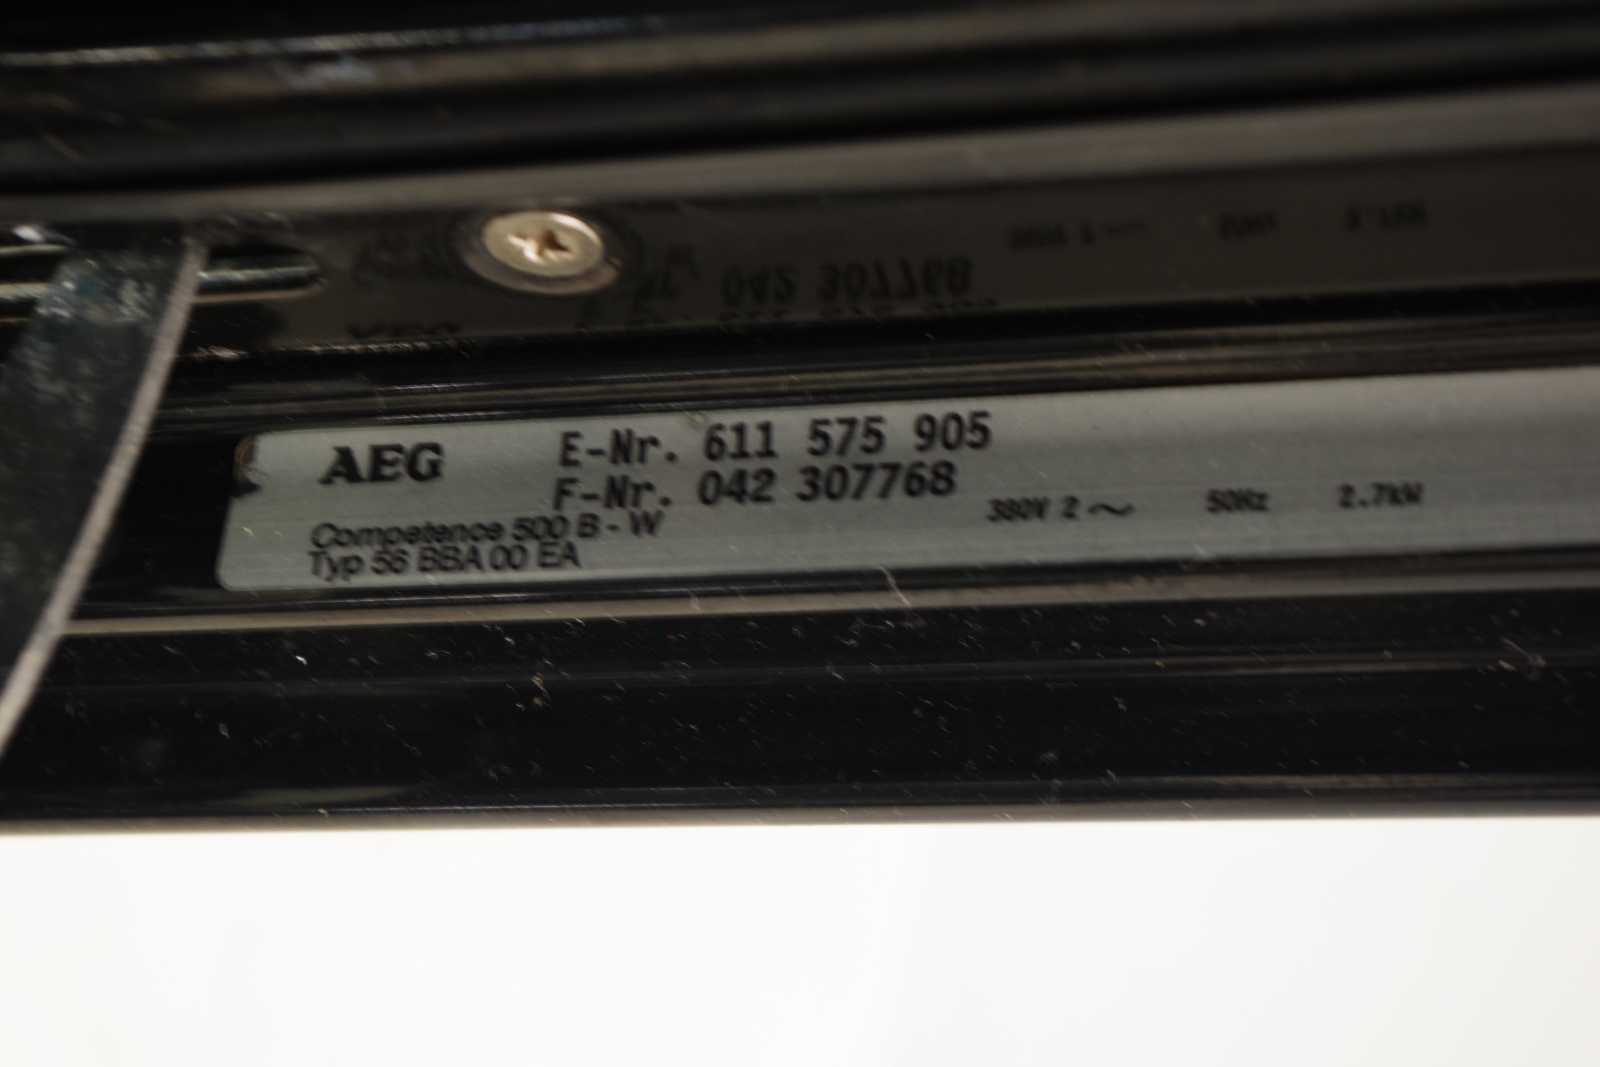 AEG E-Nr. 611 575 905
F-Nr. 042 307768
Competence 500 B - W 380V 2 ~ 50Hz 2.7kW
Typ 56 BBA 00 EA